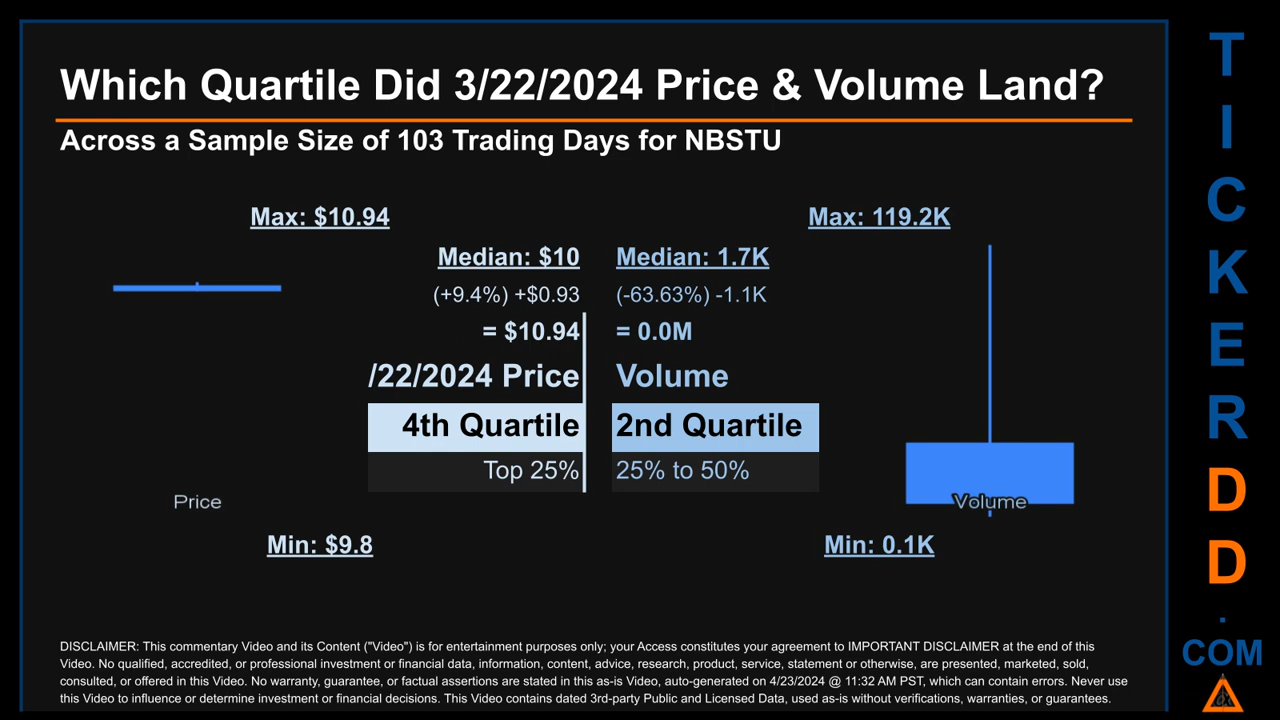 Which Quartile Did 3/22/2024 Price & Volume Land?
Across a Sample Size of 103 Trading Days for NBSTU
Max: $10.94
Median: $10
(+9.4%) +$0.93
= $10.94
/22/2024 Price
4th Quartile
Top 25%
Price
Min: $9.8
Max: 119.2K
Median: 1.7K
(-63.63%) -1.1K
= 0.0M
Volume
2nd Quartile
25% to 50%
Volume
Min: 0.1K
DISCLAIMER: This commentary Video and its Content ("Video") is for entertainment purposes only; your Access constitutes your agreement to IMPORTANT DISCLAIMER at the end of this
Video. No qualified, accredited, or professional investment or financial data, information, content, advice, research, product, service, statement or otherwise, are presented, marketed, sold,
consulted, or offered in this Video. No warranty, guarantee, or factual assertions are stated in this as-is Video, auto-generated on 4/23/2024 @ 11:32 AM PST, which can contain errors. Never use
this Video to influence or determine investment or financial decisions. This Video contains dated 3rd-party Public and Licensed Data, used as-is without verifications, warranties, or guarantees.
TICKERDD
.
COM